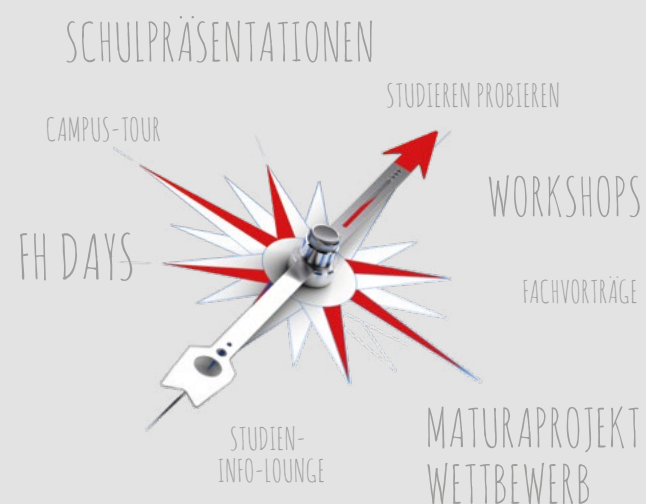 SCHULPRÄSENTATIONEN
STUDIEREN PROBIEREN
CAMPUS-TOUR
WORKSHOPS
FH DAYS
FACHVORTRÄGE
STUDIEN-
INFO-LOUNGE
MATURAPROJEKT
WETTBEWERB